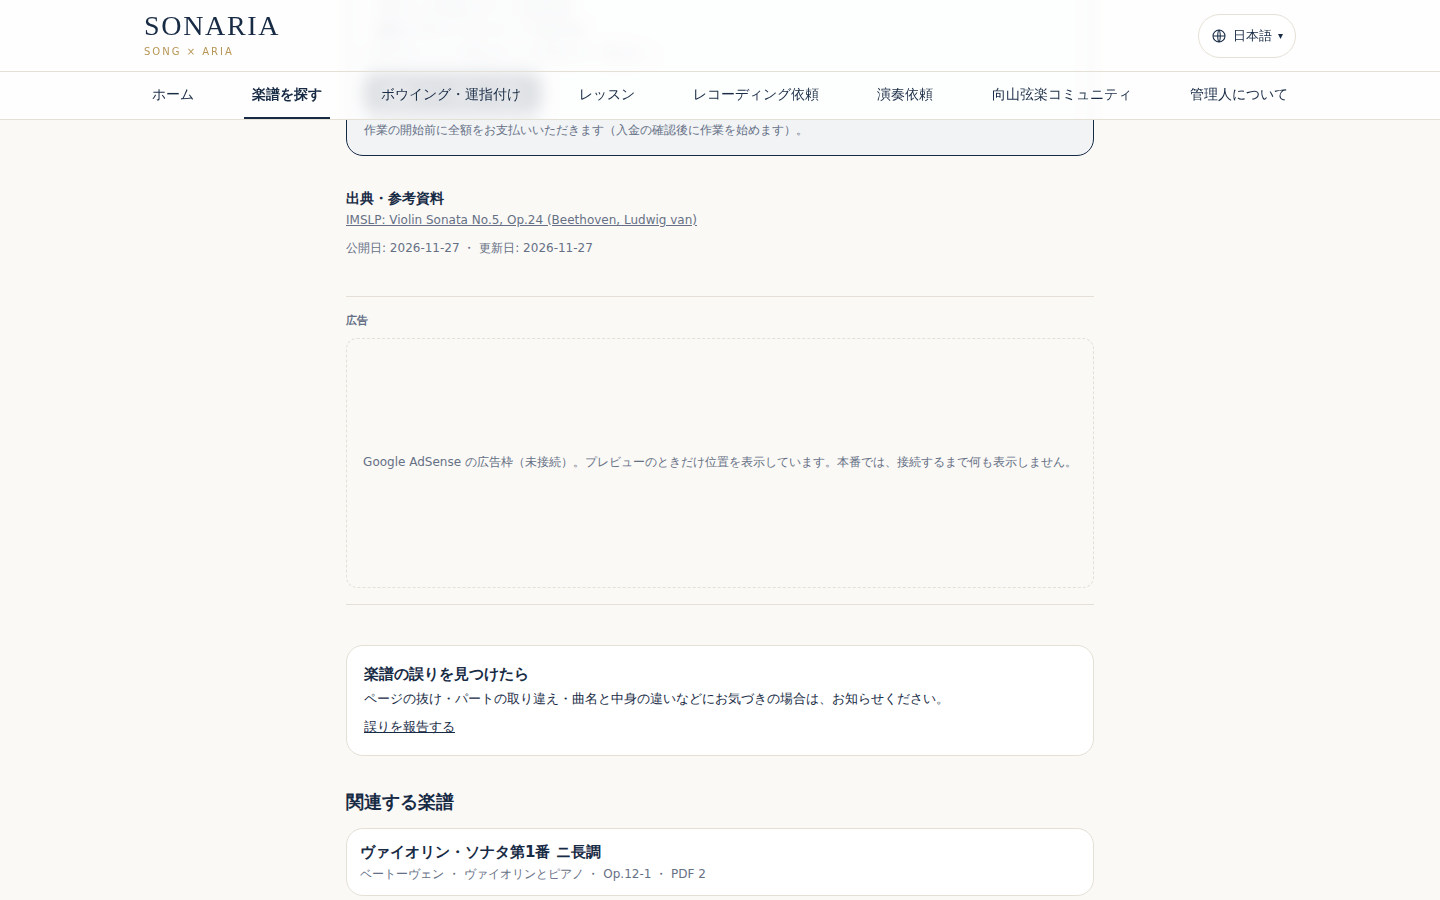 SONARIA
SONG × ARIA
日本語 ▾
ホーム
楽譜を探す
ボウイング・運指付け
レッスン
レコーディング依頼
演奏依頼
向山弦楽コミュニティ
管理人について
作業の開始前に全額をお支払いいただきます（入金の確認後に作業を始めます）。
出典・参考資料
IMSLP: Violin Sonata No.5, Op.24 (Beethoven, Ludwig van)
公開日: 2026-11-27 ・ 更新日: 2026-11-27
広告
Google AdSense の広告枠（未接続）。プレビューのときだけ位置を表示しています。本番では、接続するまで何も表示しません。
楽譜の誤りを見つけたら
ページの抜け・パートの取り違え・曲名と中身の違いなどにお気づきの場合は、お知らせください。
誤りを報告する
関連する楽譜
ヴァイオリン・ソナタ第1番 ニ長調
ベートーヴェン ・ ヴァイオリンとピアノ ・ Op.12-1 ・ PDF 2